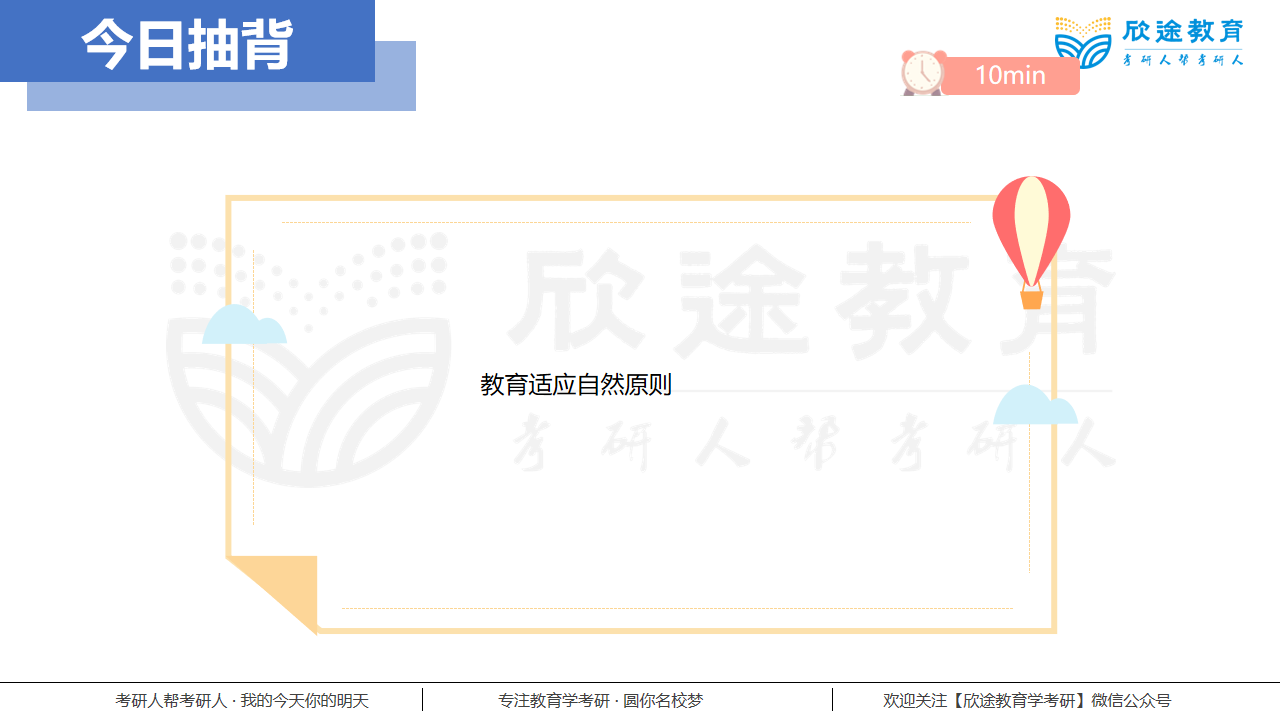 今日抽背
欣途教育
考研人帮考研人
10min
欣途教育
教育适应自然原则
考研人帮考研人
考研人帮考研人 · 我的今天你的明天
专注教育学考研 · 圆你名校梦
欢迎关注【欣途教育学考研】微信公众号